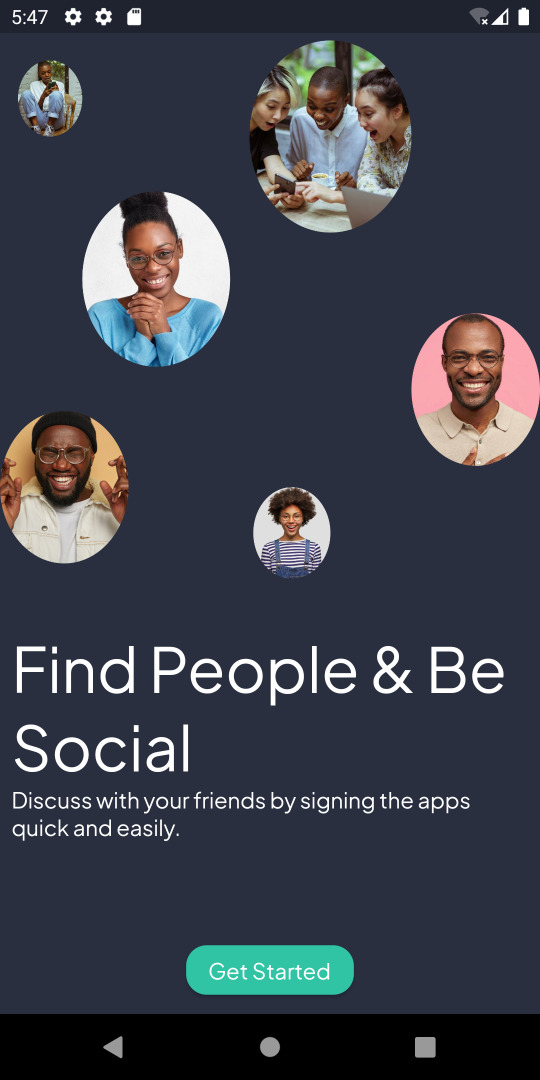 5:47
Find People & Be
Social
Discuss with your friends by signing the apps
quick and easily.
Get Started